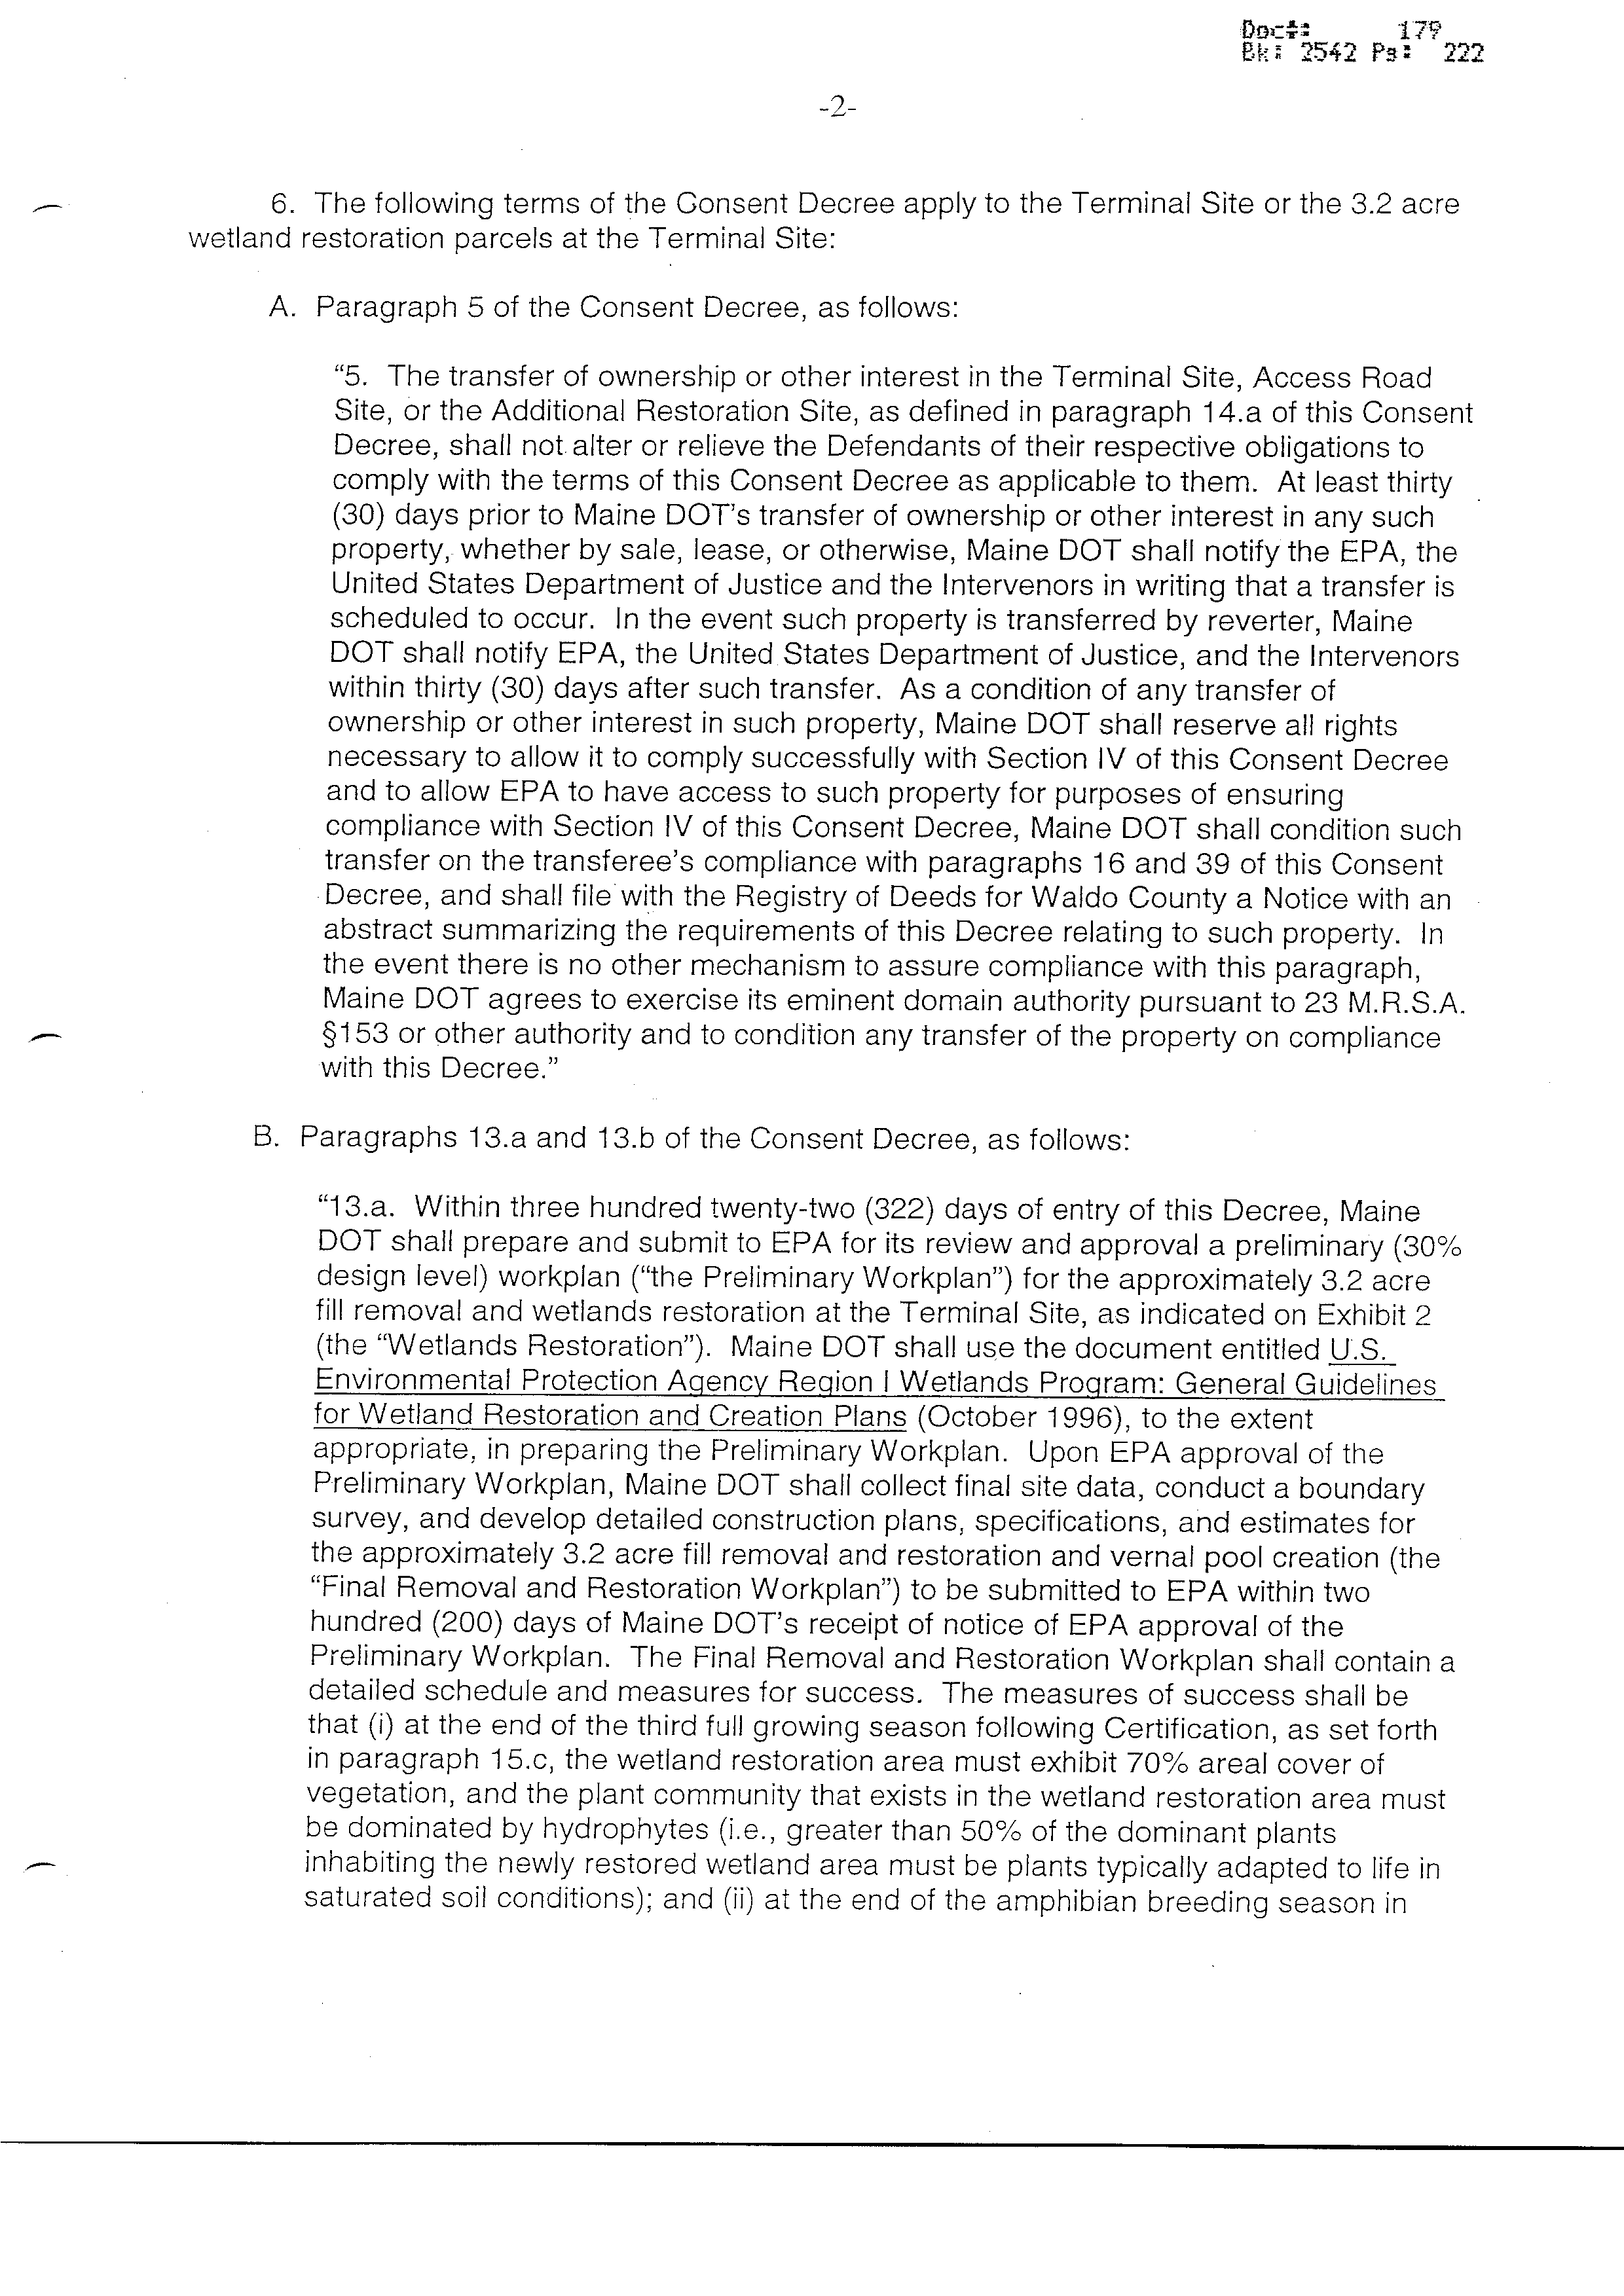 Doc#: 179
Bk: 2542 Pg: 222
-2-
6. The following terms of the Consent Decree apply to the Terminal Site or the 3.2 acre
wetland restoration parcels at the Terminal Site:
A. Paragraph 5 of the Consent Decree, as follows:
“5. The transfer of ownership or other interest in the Terminal Site, Access Road
Site, or the Additional Restoration Site, as defined in paragraph 14.a of this Consent
Decree, shall not alter or relieve the Defendants of their respective obligations to
comply with the terms of this Consent Decree as applicable to them. At least thirty
(30) days prior to Maine DOT’s transfer of ownership or other interest in any such
property, whether by sale, lease, or otherwise, Maine DOT shall notify the EPA, the
United States Department of Justice and the Intervenors in writing that a transfer is
scheduled to occur. In the event such property is transferred by reverter, Maine
DOT shall notify EPA, the United States Department of Justice, and the Intervenors
within thirty (30) days after such transfer. As a condition of any transfer of
ownership or other interest in such property, Maine DOT shall reserve all rights
necessary to allow it to comply successfully with Section IV of this Consent Decree
and to allow EPA to have access to such property for purposes of ensuring
compliance with Section IV of this Consent Decree, Maine DOT shall condition such
transfer on the transferee’s compliance with paragraphs 16 and 39 of this Consent
Decree, and shall file with the Registry of Deeds for Waldo County a Notice with an
abstract summarizing the requirements of this Decree relating to such property. In
the event there is no other mechanism to assure compliance with this paragraph,
Maine DOT agrees to exercise its eminent domain authority pursuant to 23 M.R.S.A.
§153 or other authority and to condition any transfer of the property on compliance
with this Decree.”
B. Paragraphs 13.a and 13.b of the Consent Decree, as follows:
“13.a. Within three hundred twenty-two (322) days of entry of this Decree, Maine
DOT shall prepare and submit to EPA for its review and approval a preliminary (30%
design level) workplan (“the Preliminary Workplan”) for the approximately 3.2 acre
fill removal and wetlands restoration at the Terminal Site, as indicated on Exhibit 2
(the “Wetlands Restoration”). Maine DOT shall use the document entitled U.S.
Environmental Protection Agency Region I Wetlands Program: General Guidelines
for Wetland Restoration and Creation Plans (October 1996), to the extent
appropriate, in preparing the Preliminary Workplan. Upon EPA approval of the
Preliminary Workplan, Maine DOT shall collect final site data, conduct a boundary
survey, and develop detailed construction plans, specifications, and estimates for
the approximately 3.2 acre fill removal and restoration and vernal pool creation (the
“Final Removal and Restoration Workplan”) to be submitted to EPA within two
hundred (200) days of Maine DOT’s receipt of notice of EPA approval of the
Preliminary Workplan. The Final Removal and Restoration Workplan shall contain a
detailed schedule and measures for success. The measures of success shall be
that (i) at the end of the third full growing season following Certification, as set forth
in paragraph 15.c, the wetland restoration area must exhibit 70% areal cover of
vegetation, and the plant community that exists in the wetland restoration area must
be dominated by hydrophytes (i.e., greater than 50% of the dominant plants
inhabiting the newly restored wetland area must be plants typically adapted to life in
saturated soil conditions); and (ii) at the end of the amphibian breeding season in